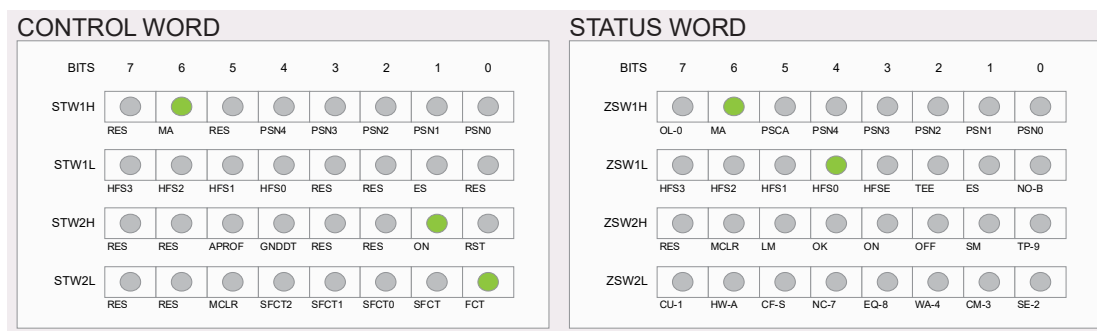 CONTROL WORD
BITS 7 6 5 4 3 2 1 0
STW1H
RES MA RES PSN4 PSN3 PSN2 PSN1 PSN0
STW1L
HFS3 HFS2 HFS1 HFS0 RES RES ES RES
STW2H
RES RES APROF GNDDT RES RES ON RST
STW2L
RES RES MCLR SFCT2 SFCT1 SFCT0 SFCT FCT
STATUS WORD
BITS 7 6 5 4 3 2 1 0
ZSW1H
OL-0 MA PSCA PSN4 PSN3 PSN2 PSN1 PSN0
ZSW1L
HFS3 HFS2 HFS1 HFS0 HFSE TEE ES NO-B
ZSW2H
RES MCLR LM OK ON OFF SM TP-9
ZSW2L
CU-1 HW-A CF-S NC-7 EQ-8 WA-4 CM-3 SE-2